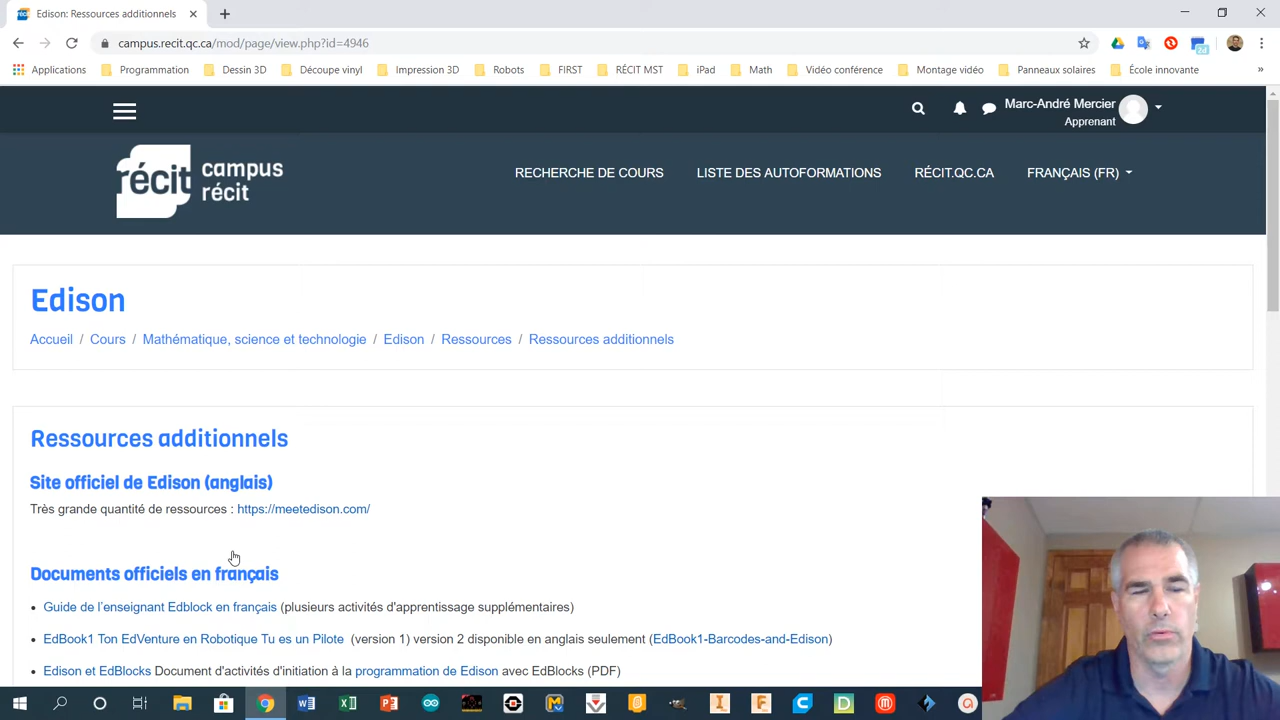 Edison: Ressources additionnels
campus.recit.qc.ca/mod/page/view.php?id=4946
Applications Programmation Dessin 3D Découpe vinyl Impression 3D Robots FIRST RÉCIT MST iPad Math Vidéo conférence Montage vidéo Panneaux solaires École innovante »
Marc-André Mercier
Apprenant
récit campus récit
RECHERCHE DE COURS LISTE DES AUTOFORMATIONS RÉCIT.QC.CA FRANÇAIS (FR)
Edison
Accueil / Cours / Mathématique, science et technologie / Edison / Ressources / Ressources additionnels
Ressources additionnels
Site officiel de Edison (anglais)
Très grande quantité de ressources : https://meetedison.com/
Documents officiels en français
• Guide de l'enseignant Edblock en français (plusieurs activités d'apprentissage supplémentaires)
• EdBook1 Ton EdVenture en Robotique Tu es un Pilote (version 1) version 2 disponible en anglais seulement (EdBook1-Barcodes-and-Edison)
• Edison et EdBlocks Document d'activités d'initiation à la programmation de Edison avec EdBlocks (PDF)